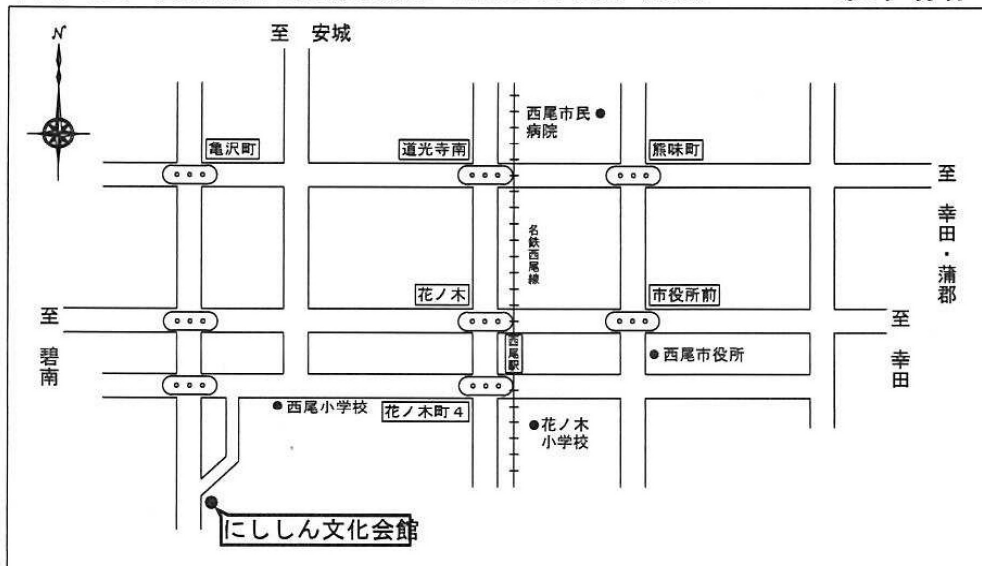 N
至 安城
西尾市民
病院
亀沢町
道光寺南
熊味町
至 幸田・蒲郡
名鉄西尾線
花ノ木
市役所前
至 碧南
至 幸田
西尾駅
西尾市役所
西尾小学校
花ノ木町4
花ノ木
小学校
にししん文化会館